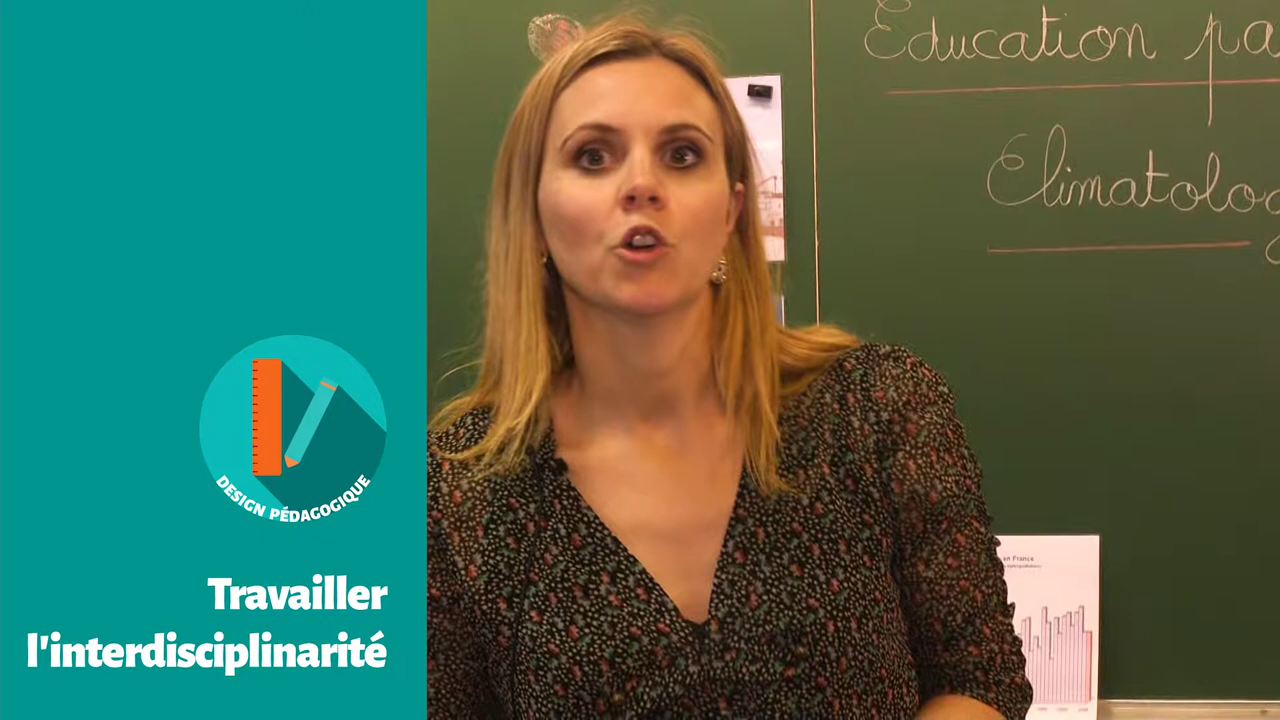 DESIGN PÉDAGOGIQUE
Travailler
l'interdisciplinarité
Education pa
Climatolog
en France